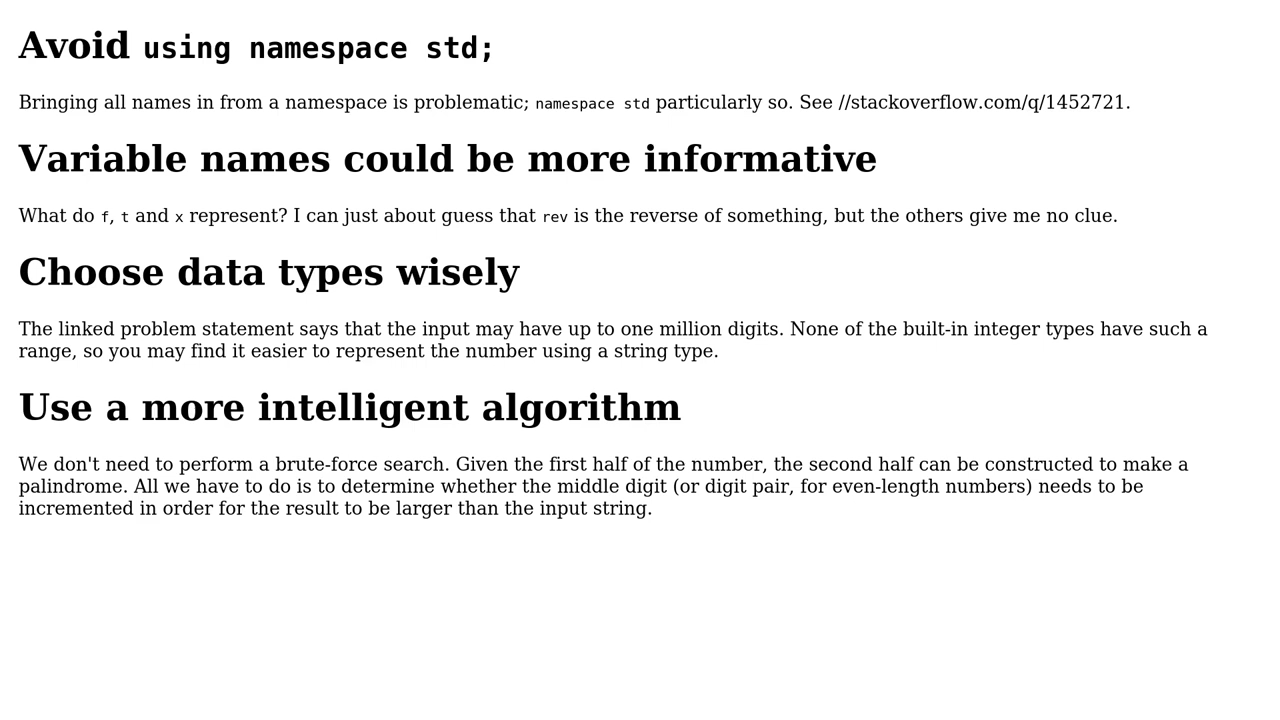 Avoid using namespace std;
Bringing all names in from a namespace is problematic; namespace std particularly so. See //stackoverflow.com/q/1452721.
Variable names could be more informative
What do f, t and x represent? I can just about guess that rev is the reverse of something, but the others give me no clue.
Choose data types wisely
The linked problem statement says that the input may have up to one million digits. None of the built-in integer types have such a
range, so you may find it easier to represent the number using a string type.
Use a more intelligent algorithm
We don't need to perform a brute-force search. Given the first half of the number, the second half can be constructed to make a
palindrome. All we have to do is to determine whether the middle digit (or digit pair, for even-length numbers) needs to be
incremented in order for the result to be larger than the input string.